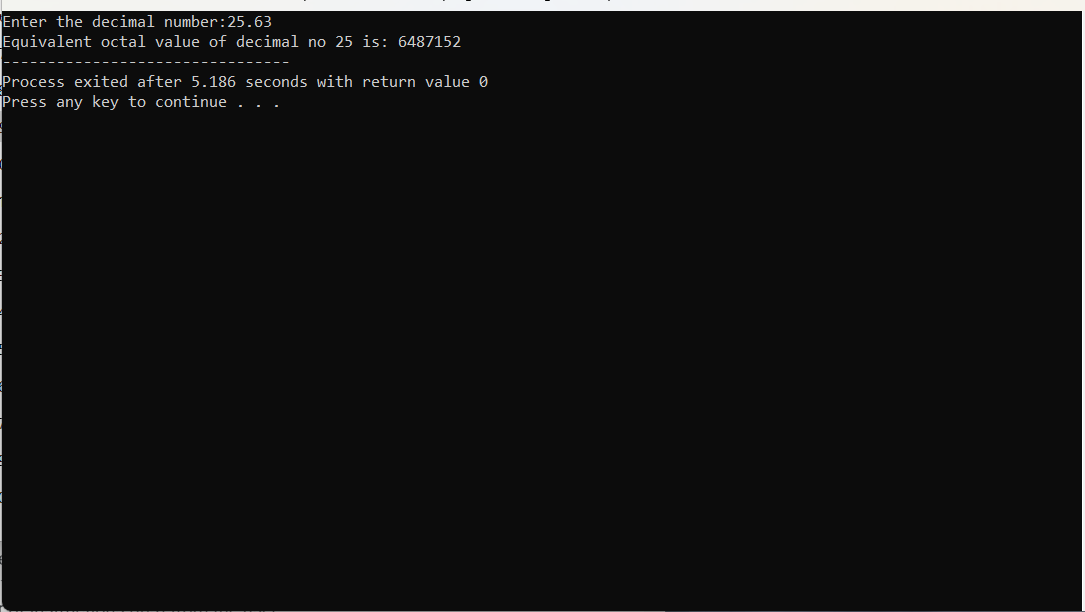 Enter the decimal number:25.63
Equivalent octal value of decimal no 25 is: 6487152
--------------------------------
Process exited after 5.186 seconds with return value 0
Press any key to continue . . .